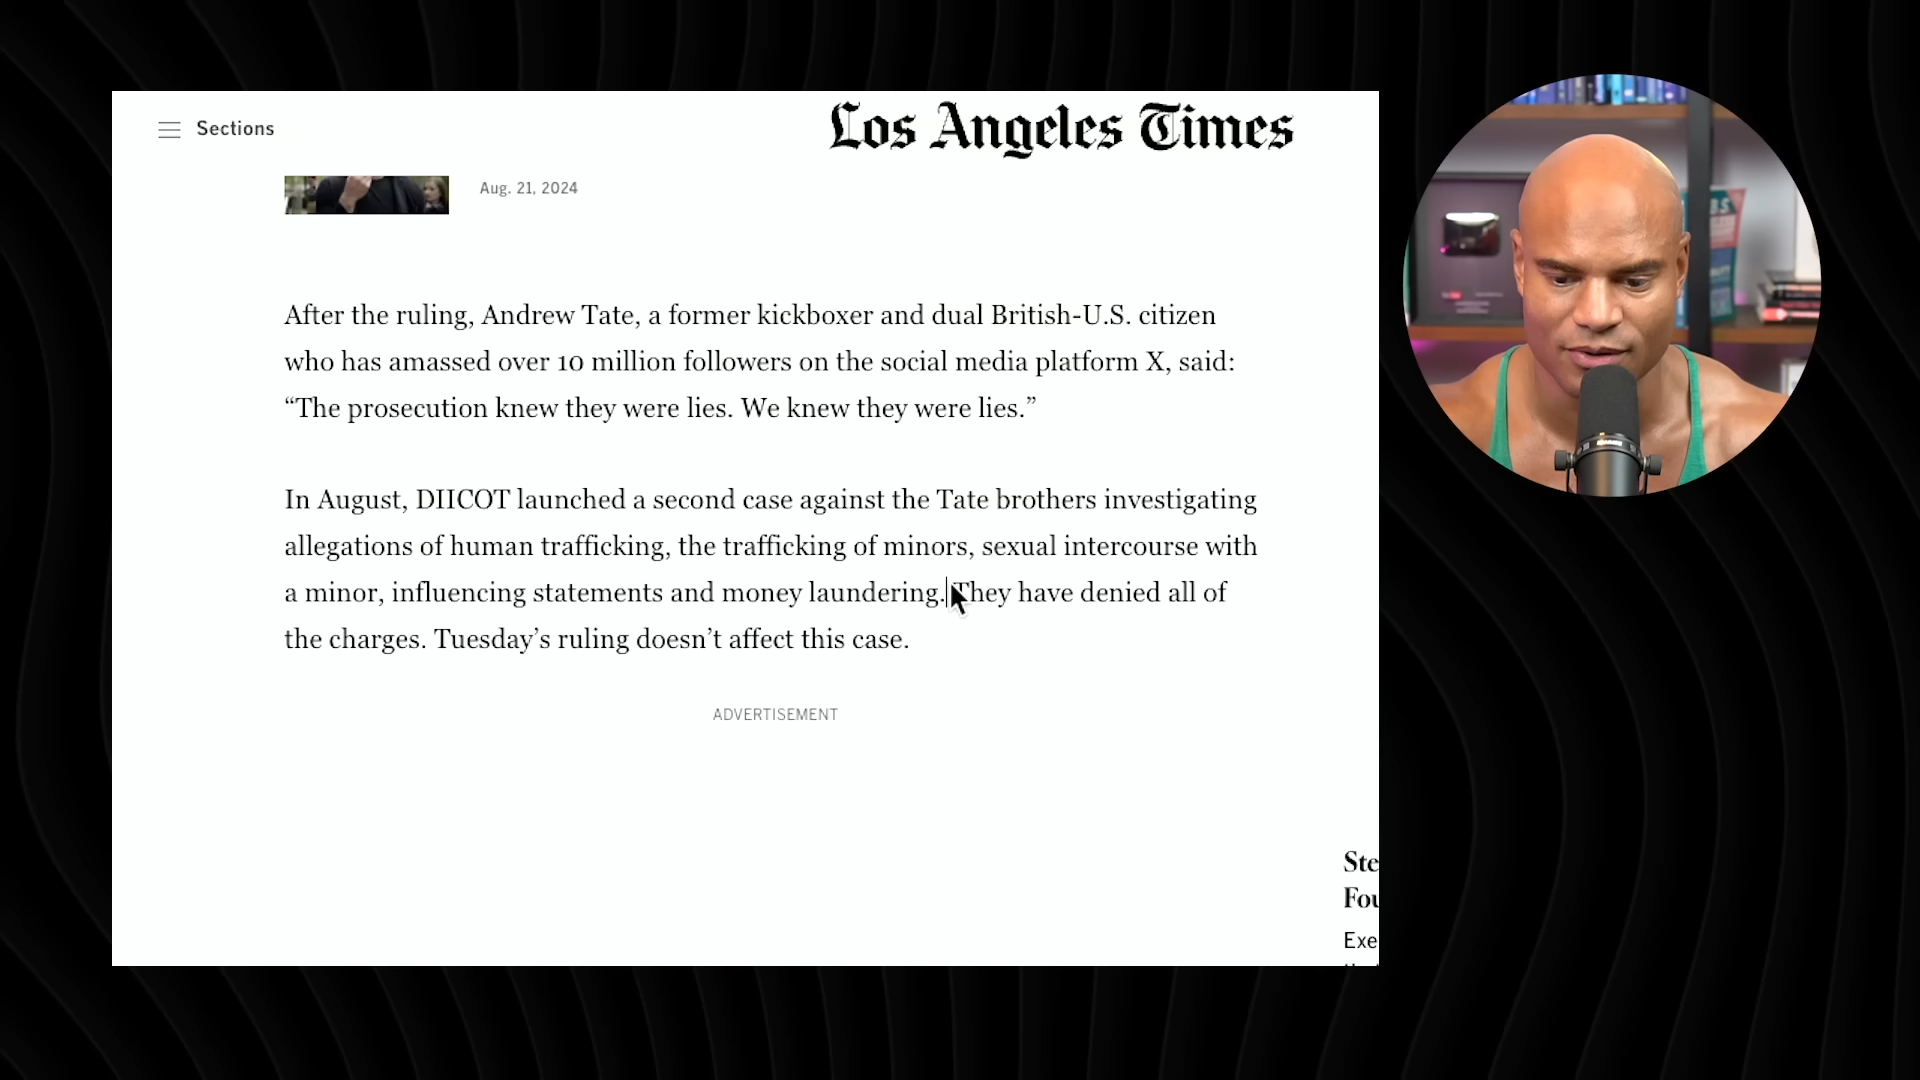 Sections
Los Angeles Times
Aug. 21, 2024
After the ruling, Andrew Tate, a former kickboxer and dual British-U.S. citizen
who has amassed over 10 million followers on the social media platform X, said:
“The prosecution knew they were lies. We knew they were lies.”
In August, DIICOT launched a second case against the Tate brothers investigating
allegations of human trafficking, the trafficking of minors, sexual intercourse with
a minor, influencing statements and money laundering. They have denied all of
the charges. Tuesday’s ruling doesn’t affect this case.
ADVERTISEMENT
Ste
Fou
Exe